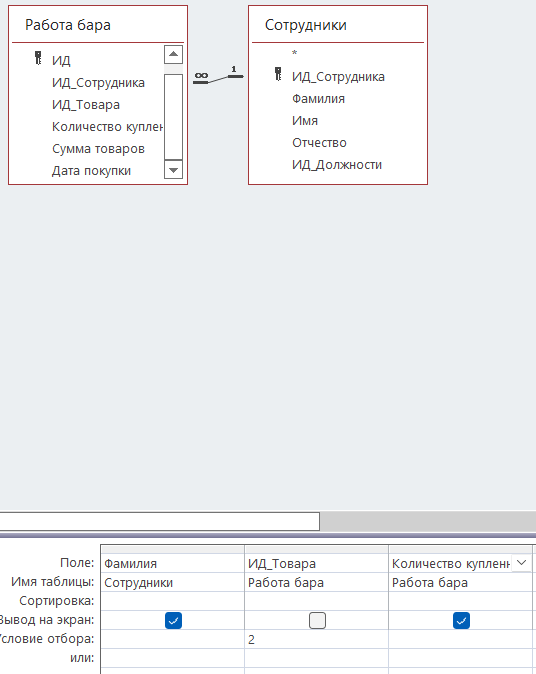 Работа бара
ИД
ИД_Сотрудника
ИД_Товара
Количество куплен
Сумма товаров
Дата покупки
∞ 1
Сотрудники
*
ИД_Сотрудника
Фамилия
Имя
Отчество
ИД_Должности
Поле: Фамилия ИД_Товара Количество куплен
Имя таблицы: Сотрудники Работа бара Работа бара
Сортировка:
Вывод на экран:
Условие отбора: 2
или: